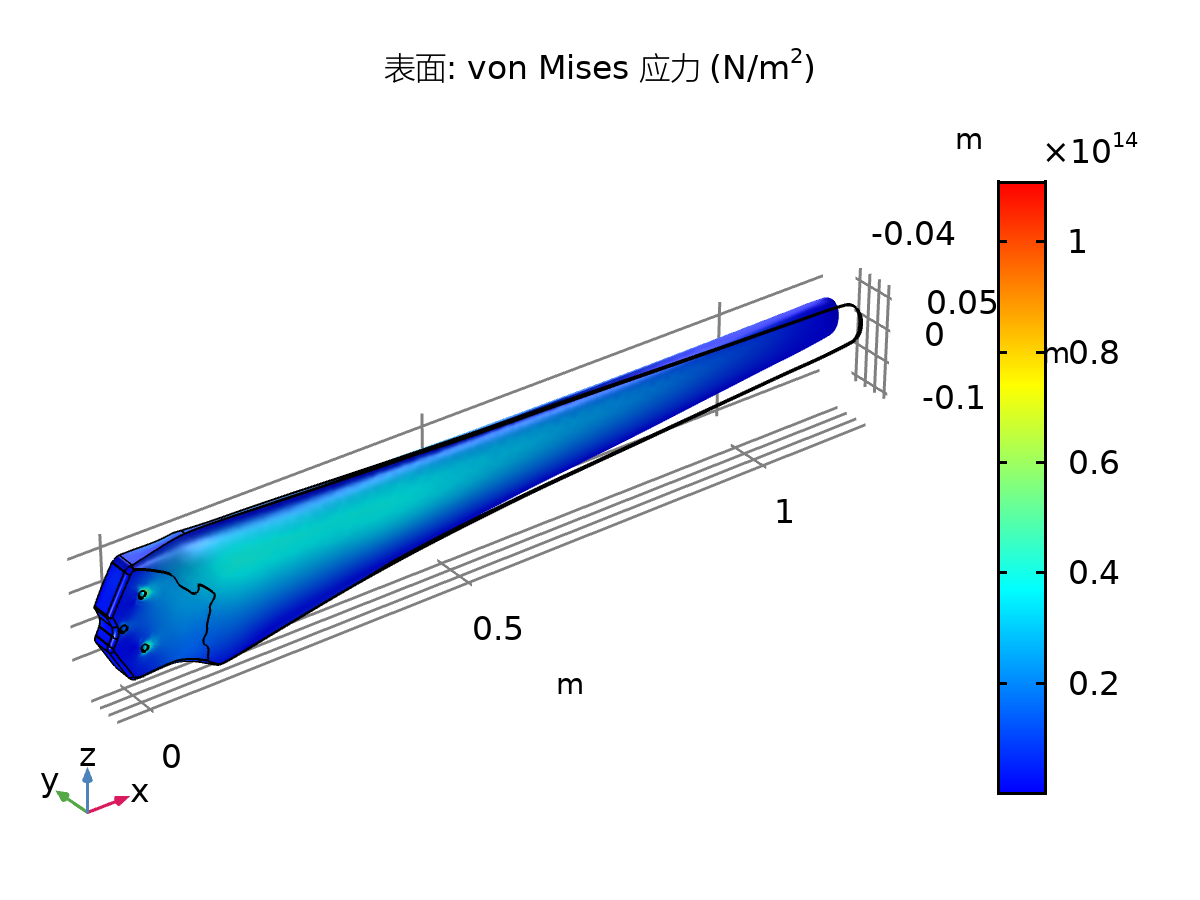 表面: von Mises 应力 (N/m²)
m
×10¹⁴
-0.04
1
0.05
0
m
0.8
-0.1
0.6
1
0.4
0.5
m
0.2
0
z
y
x